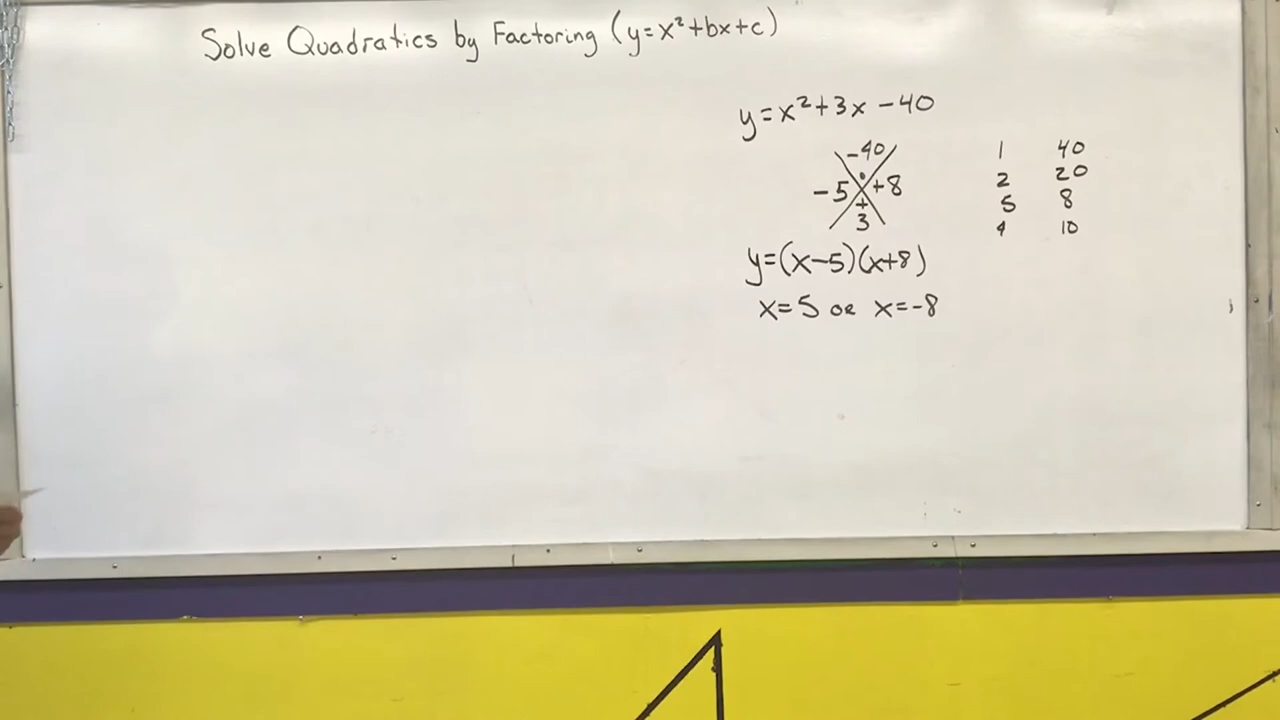 Solve Quadratics by Factoring (y=x²+bx+c)
y=x²+3x-40
-40
-5 • +8
+
3
1 40
2 20
5 8
4 10
y=(x-5)(x+8)
x=5 or x=-8